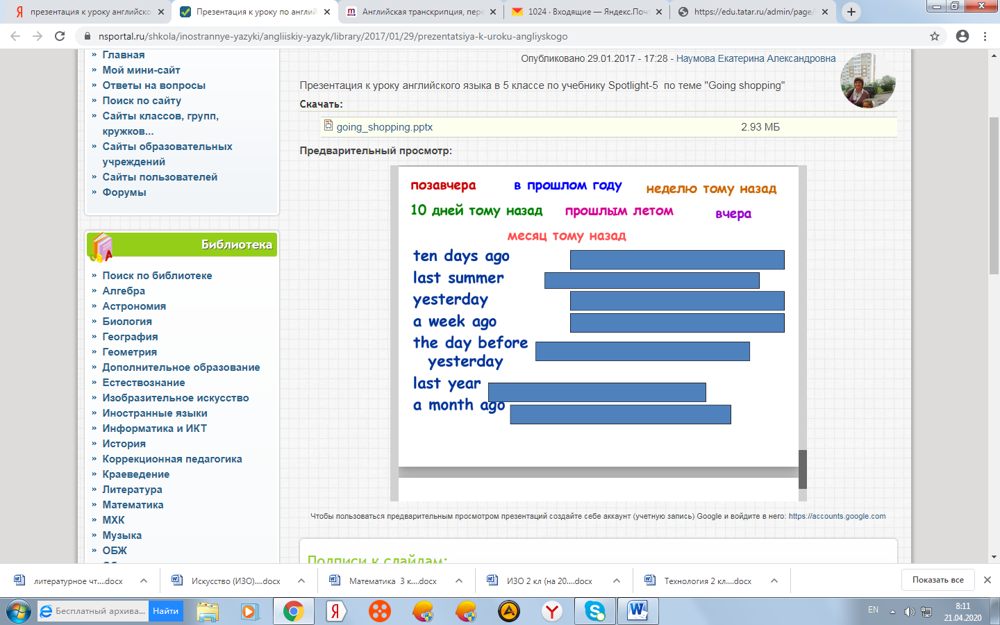 презентация к уроку английско
Презентация к уроку по англий
Английская транскрипция, пере
1024 · Входящие — Яндекс.Почт
https://edu.tatar.ru/admin/page/
nsportal.ru/shkola/inostrannye-yazyki/angliiskiy-yazyk/library/2017/01/29/prezentatsiya-k-uroku-angliyskogo
Главная
Мой мини-сайт
Ответы на вопросы
Поиск по сайту
Сайты классов, групп,
кружков...
Сайты образовательных
учреждений
Сайты пользователей
Форумы
Библиотека
Поиск по библиотеке
Алгебра
Астрономия
Биология
География
Геометрия
Дополнительное образование
Естествознание
Изобразительное искусство
Иностранные языки
Информатика и ИКТ
История
Коррекционная педагогика
Краеведение
Литература
Математика
МХК
Музыка
ОБЖ
Опубликовано 29.01.2017 - 17:28 - Наумова Екатерина Александровна
Презентация к уроку английского языка в 5 классе по учебнику Spotlight-5 по теме "Going shopping"
Скачать:
going_shopping.pptx 2.93 МБ
Предварительный просмотр:
позавчера в прошлом году неделю тому назад
10 дней тому назад прошлым летом вчера
месяц тому назад
ten days ago
last summer
yesterday
a week ago
the day before
yesterday
last year
a month ago
Чтобы пользоваться предварительным просмотром презентаций создайте себе аккаунт (учетную запись) Google и войдите в него: https://accounts.google.com
Подписи к слайдам:
литературное чт....docx
Искусство (ИЗО)....docx
Математика 3 к....docx
ИЗО 2 кл (на 20....docx
Технология 2 кл....docx
Показать все
Бесплатный архива... Найти
EN
8:11
21.04.2020